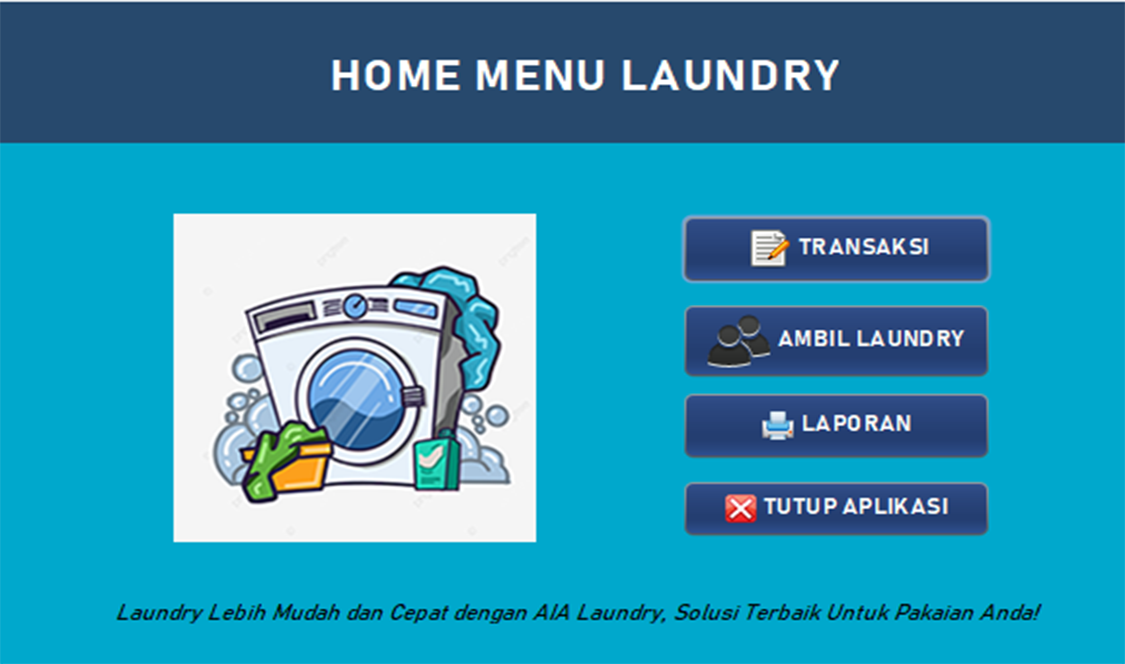 HOME MENU LAUNDRY
TRANSAKSI
AMBIL LAUNDRY
LAPORAN
TUTUP APLIKASI
Laundry Lebih Mudah dan Cepat dengan AIA Laundry, Solusi Terbaik Untuk Pakaian Anda!